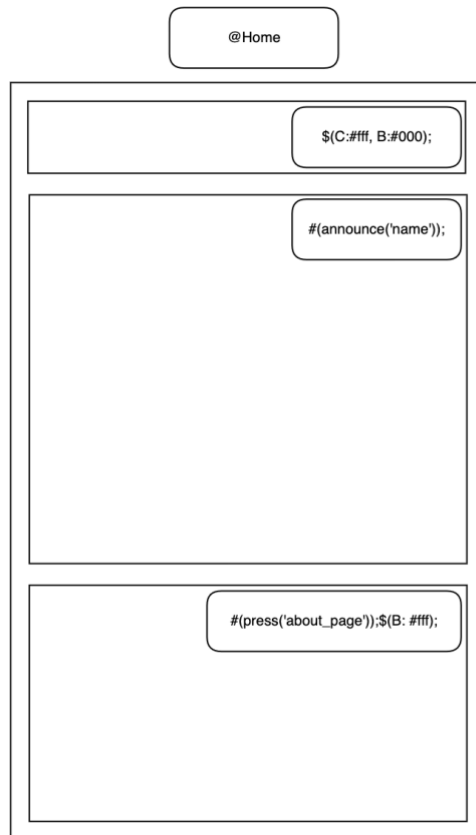 @Home
$(C:#fff, B:#000);
#(announce('name'));
#(press('about_page'));$(B: #fff);